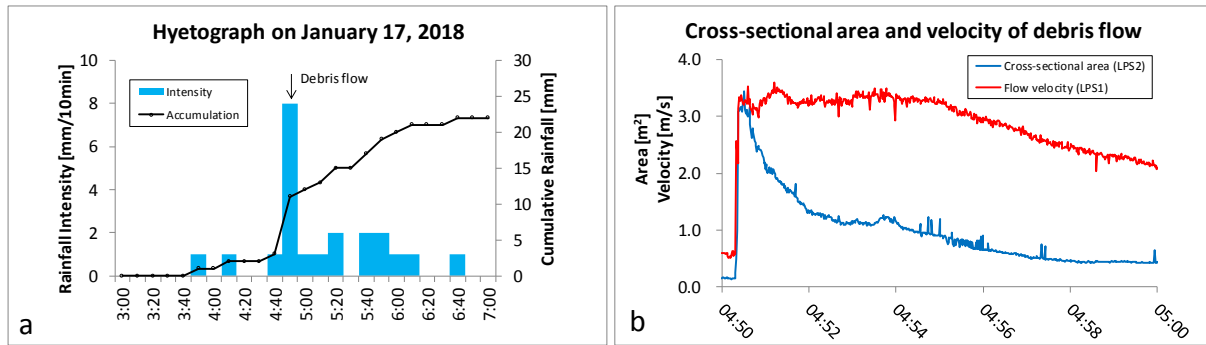 Hyetograph on January 17, 2018
Rainfall Intensity [mm/10min]
10
8
6
4
2
0
Intensity
Accumulation
Debris flow
30
25
20
15
10
5
0
Cumulative Rainfall [mm]
3:00
3:20
3:40
4:00
4:20
4:40
5:00
5:20
5:40
6:00
6:20
6:40
7:00
a
Cross-sectional area and velocity of debris flow
Area [m²]
Velocity [m/s]
4.0
3.0
2.0
1.0
0.0
Cross-sectional area (LPS2)
Flow velocity (LPS1)
04:50
04:52
04:54
04:56
04:58
05:00
b